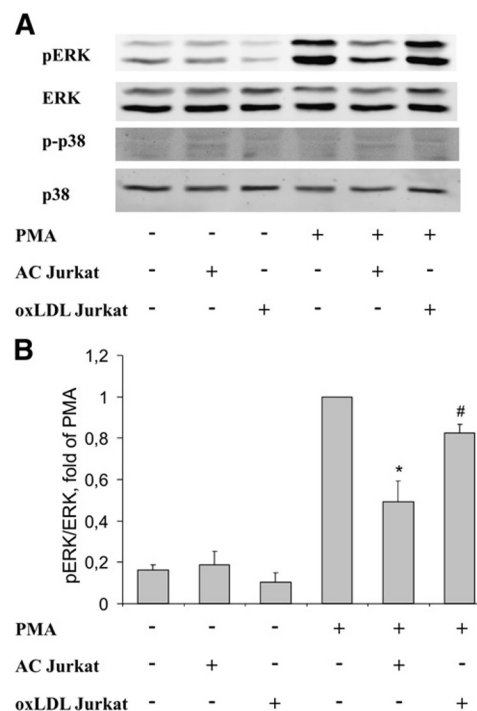 A
pERK
ERK
p-p38
p38
PMA - - - + + +
AC Jurkat - + - - + -
oxLDL Jurkat - - + - - +
B
pERK/ERK, fold of PMA
1,2
1
0,8
0,6
0,4
0,2
0
*
#
PMA - - - + + +
AC Jurkat - + - - + -
oxLDL Jurkat - - + - - +